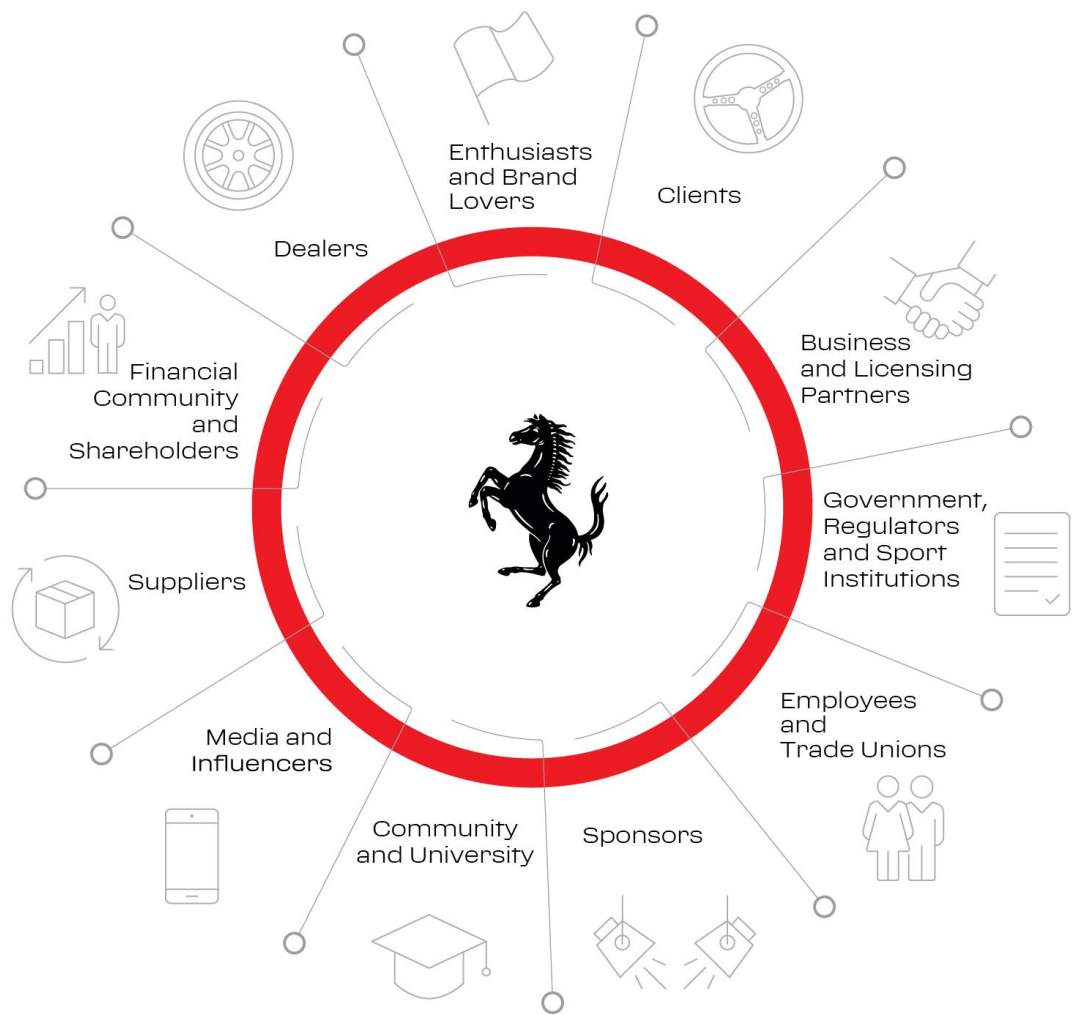 Enthusiasts
and Brand
Lovers
Clients
Business
and Licensing
Partners
Government,
Regulators
and Sport
Institutions
Employees
and
Trade Unions
Sponsors
Community
and University
Media and
Influencers
Suppliers
Financial
Community
and
Shareholders
Dealers